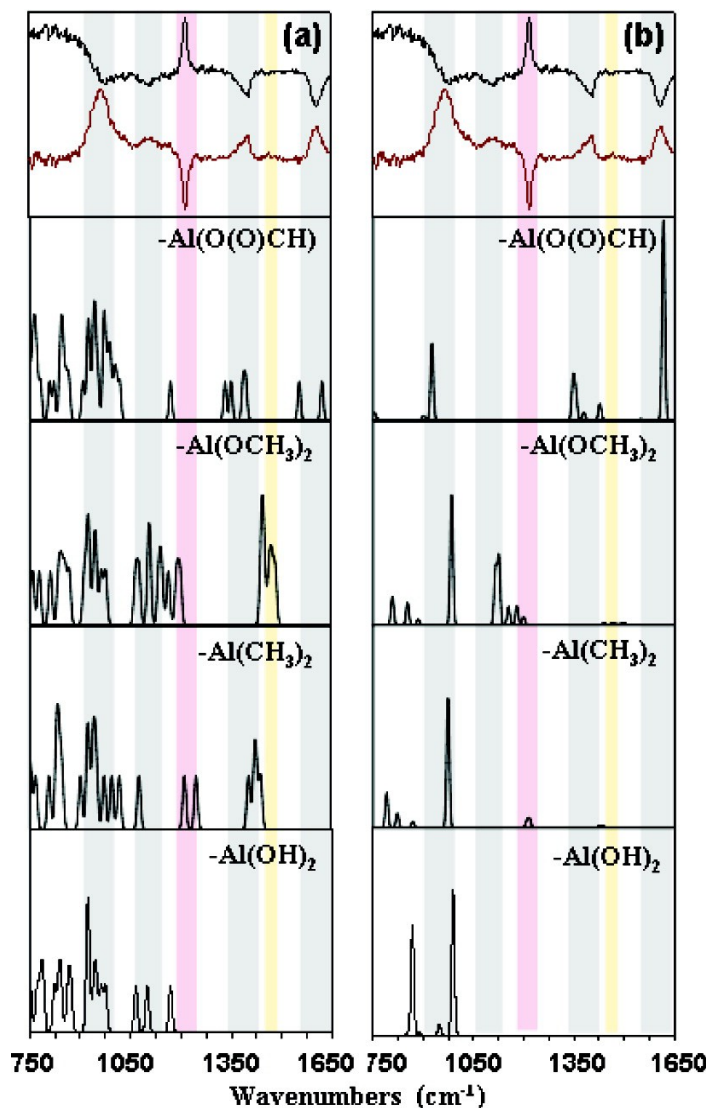 (a) (b)
-Al(O(O)CH) -Al(O(O)CH)
-Al(OCH₃)₂ -Al(OCH₃)₂
-Al(CH₃)₂ -Al(CH₃)₂
-Al(OH)₂ -Al(OH)₂
750 1050 1350 1650 750 1050 1350 1650
Wavenumbers (cm⁻¹)